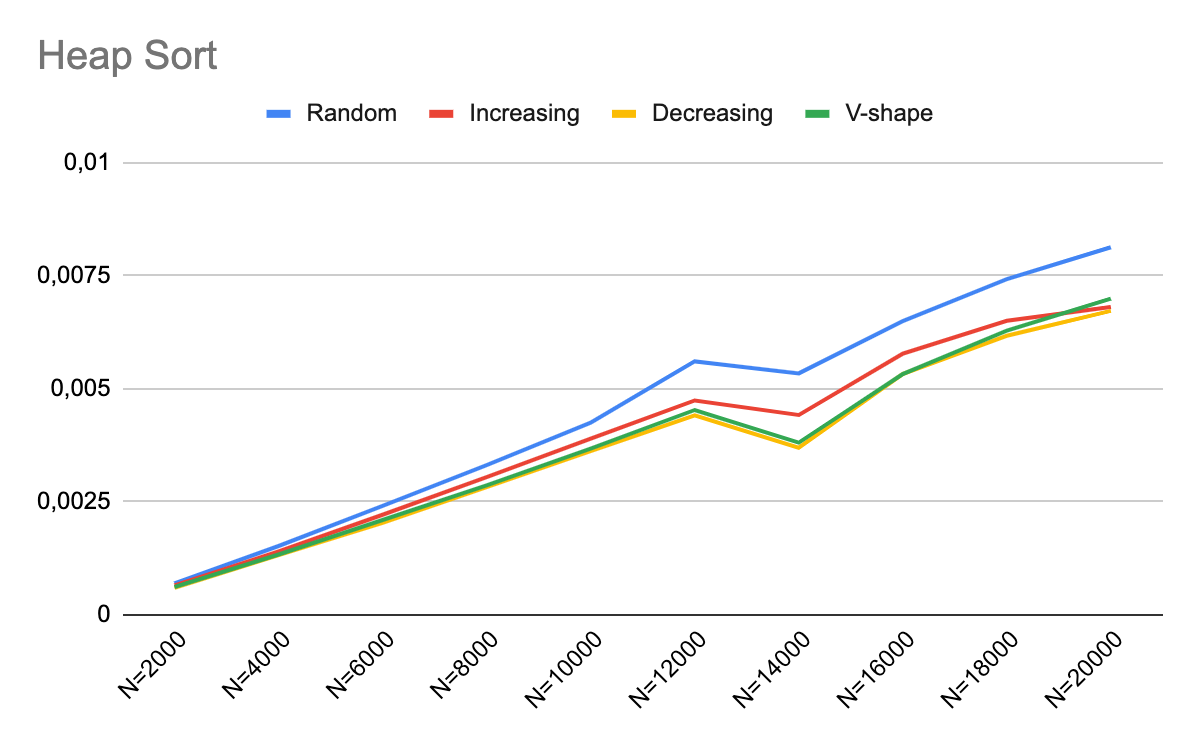 Heap Sort
Random Increasing Decreasing V-shape
0,01
0,0075
0,005
0,0025
0
N=2000 N=4000 N=6000 N=8000 N=10000 N=12000 N=14000 N=16000 N=18000 N=20000